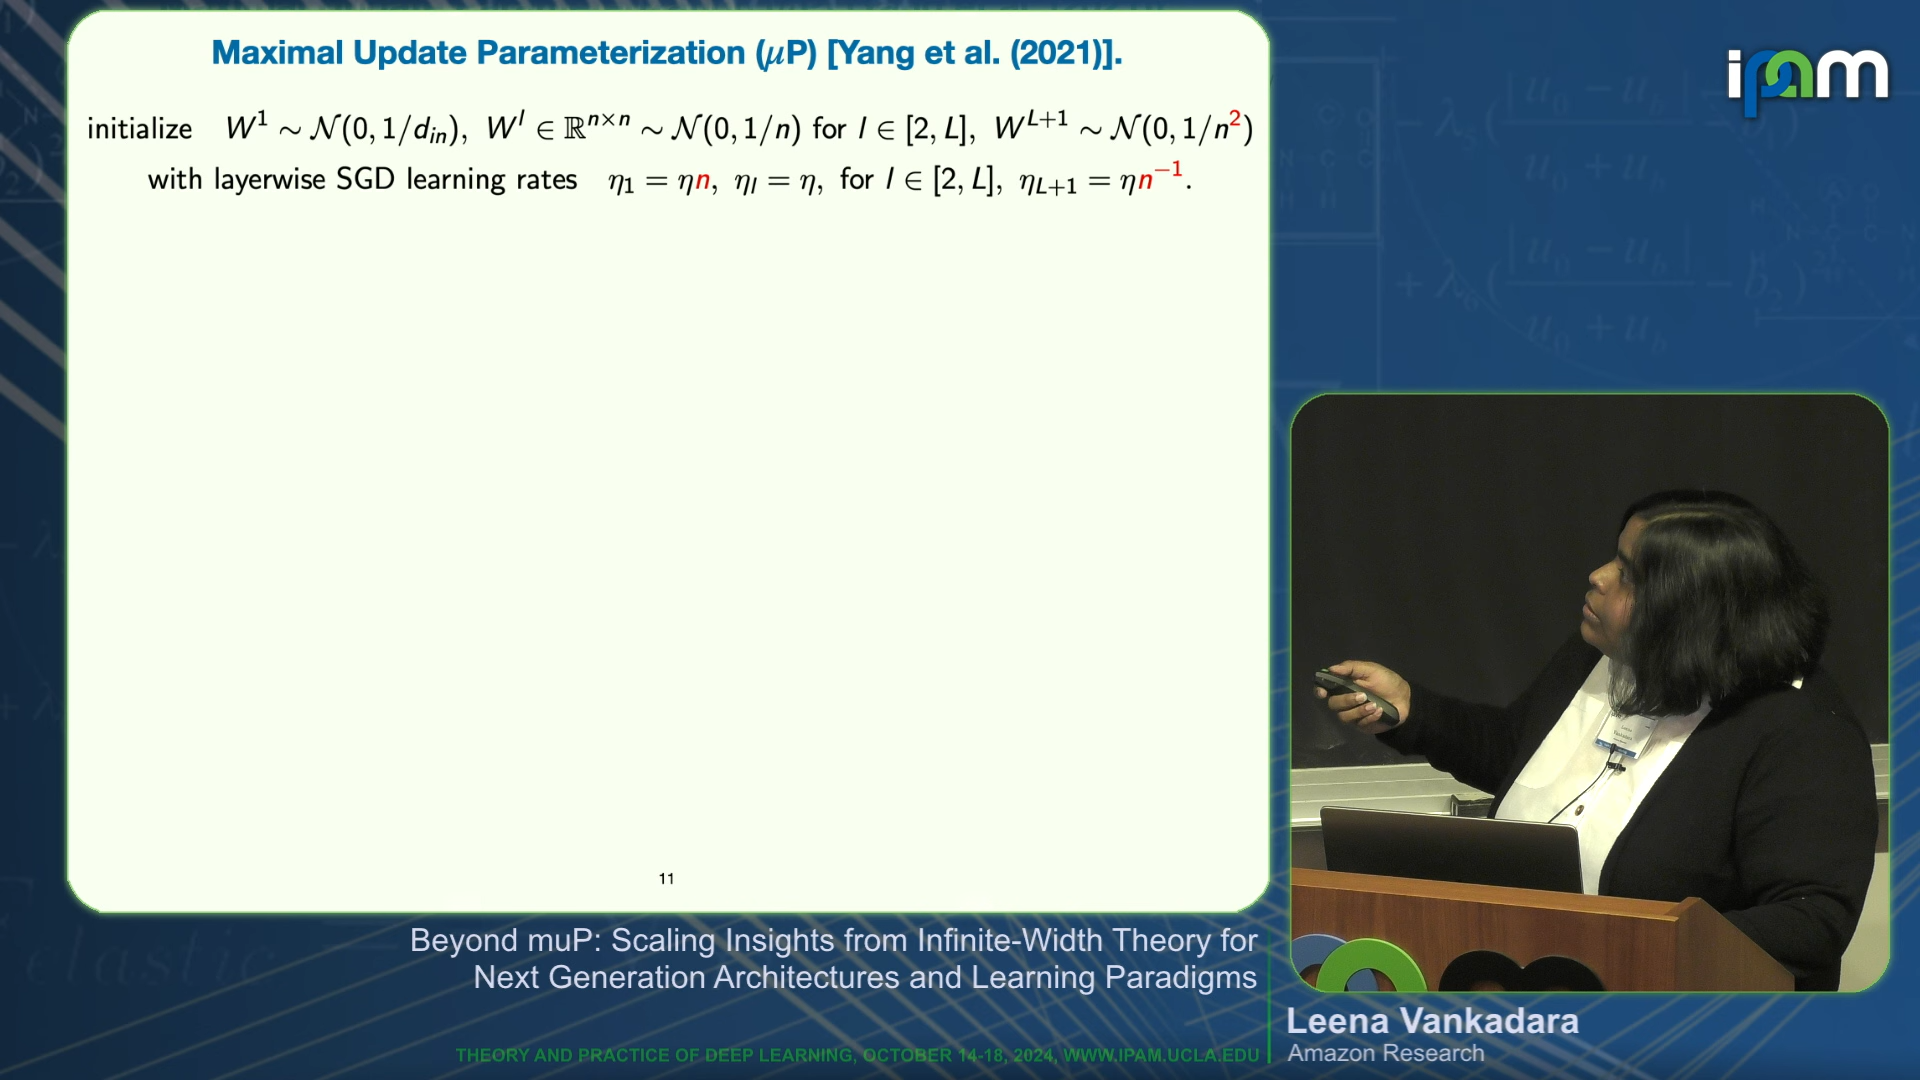 Maximal Update Parameterization (μP) [Yang et al. (2021)].
initialize W¹ ∼ 𝒩(0, 1/d_in), W^l ∈ ℝ^{n×n} ∼ 𝒩(0, 1/n) for l ∈ [2, L], W^{L+1} ∼ 𝒩(0, 1/n²)
with layerwise SGD learning rates η₁ = ηn, η_l = η, for l ∈ [2, L], η_{L+1} = ηn⁻¹.
11
ipam
Beyond muP: Scaling Insights from Infinite-Width Theory for
Next Generation Architectures and Learning Paradigms
THEORY AND PRACTICE OF DEEP LEARNING, OCTOBER 14-18, 2024, WWW.IPAM.UCLA.EDU
Leena Vankadara
Amazon Research